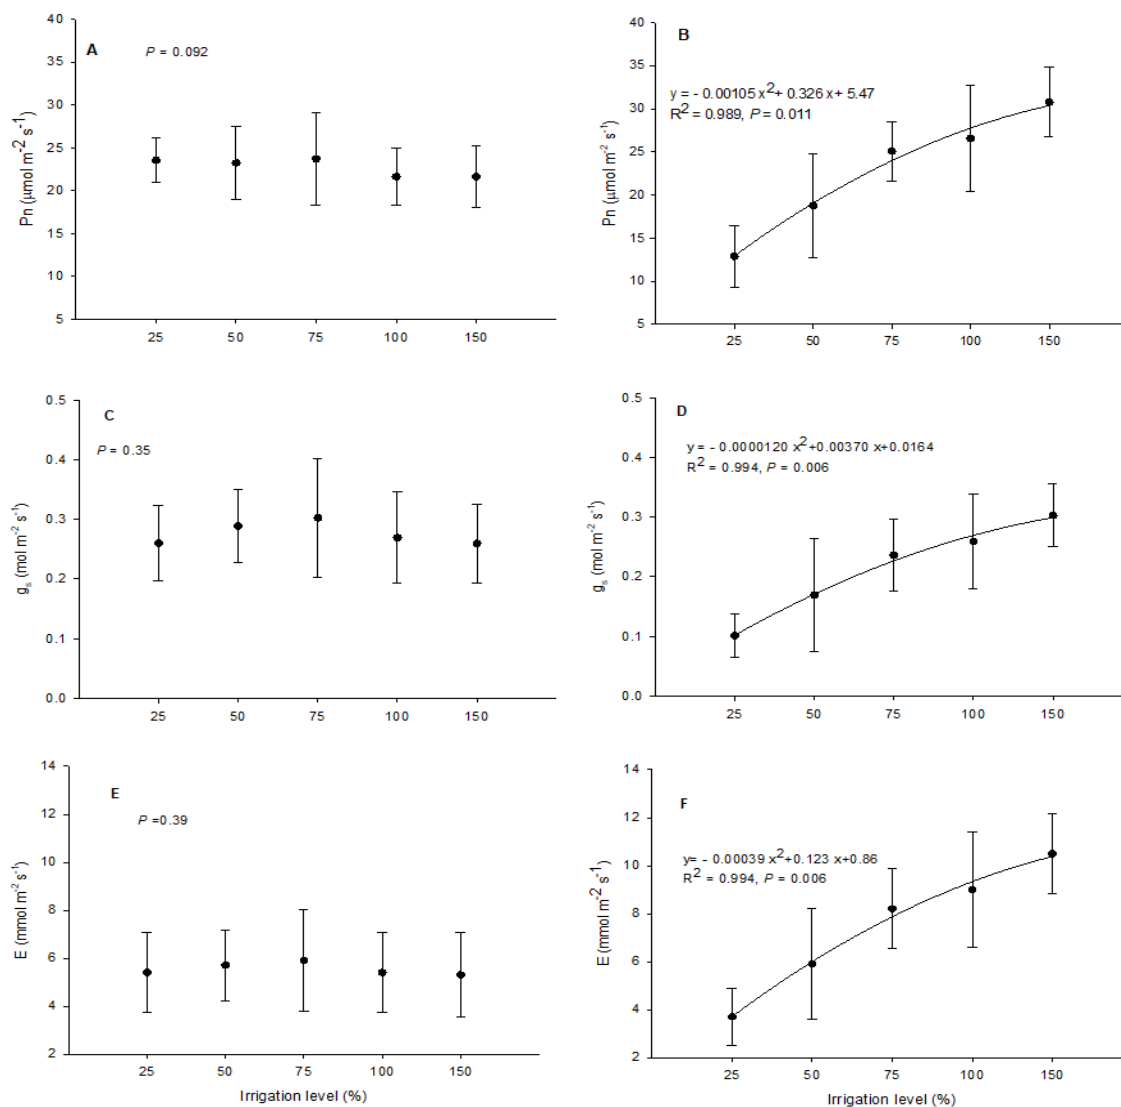 A
P = 0.092
Pn (μmol m-2 s-1)
40
35
30
25
20
15
10
5
25 50 75 100 150
B
y = - 0.00105 x2+ 0.326 x+ 5.47
R2 = 0.989, P = 0.011
Pn (μmol m-2 s-1)
40
35
30
25
20
15
10
5
25 50 75 100 150
C
P = 0.35
gs (mol m-2 s-1)
0.5
0.4
0.3
0.2
0.1
0.0
25 50 75 100 150
D
y = - 0.0000120 x2+0.00370 x+0.0164
R2 = 0.994, P = 0.006
gs (mol m-2 s-1)
0.5
0.4
0.3
0.2
0.1
0.0
25 50 75 100 150
E
P =0.39
E (mmol m-2 s-1)
14
12
10
8
6
4
2
25 50 75 100 150
Irrigation level (%)
F
y= - 0.00039 x2+0.123 x+0.86
R2 = 0.994, P = 0.006
E (mmol m-2 s-1)
14
12
10
8
6
4
2
25 50 75 100 150
Irrigation level (%)